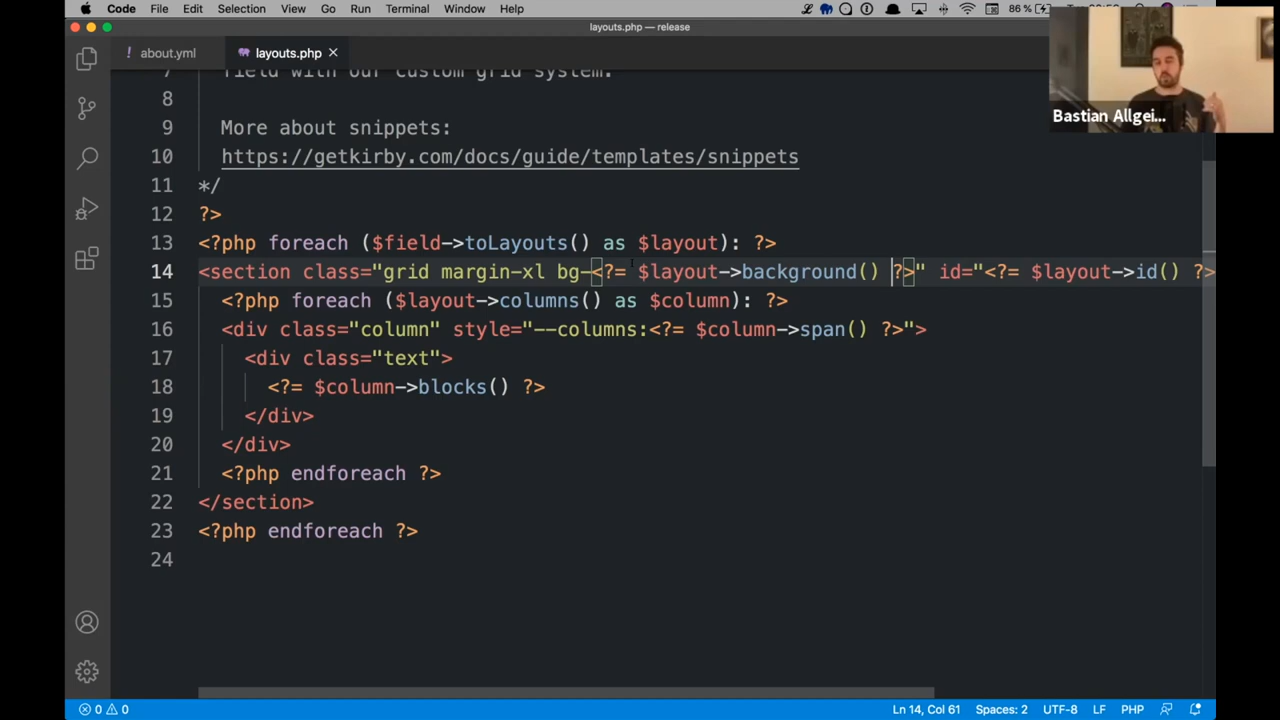 Code File Edit Selection View Go Run Terminal Window Help 86 %
layouts.php — release
about.yml layouts.php
7 field with our custom grid system.
8
9 More about snippets:
10 https://getkirby.com/docs/guide/templates/snippets
11 */
12 ?>
13 <?php foreach ($field->toLayouts() as $layout): ?>
14 <section class="grid margin-xl bg-<?= $layout->background() ?>" id="<?= $layout->id() ?>
15 <?php foreach ($layout->columns() as $column): ?>
16 <div class="column" style="--columns:<?= $column->span() ?>">
17 <div class="text">
18 <?= $column->blocks() ?>
19 </div>
20 </div>
21 <?php endforeach ?>
22 </section>
23 <?php endforeach ?>
24
Bastian Allgei...
0 0 Ln 14, Col 61 Spaces: 2 UTF-8 LF PHP